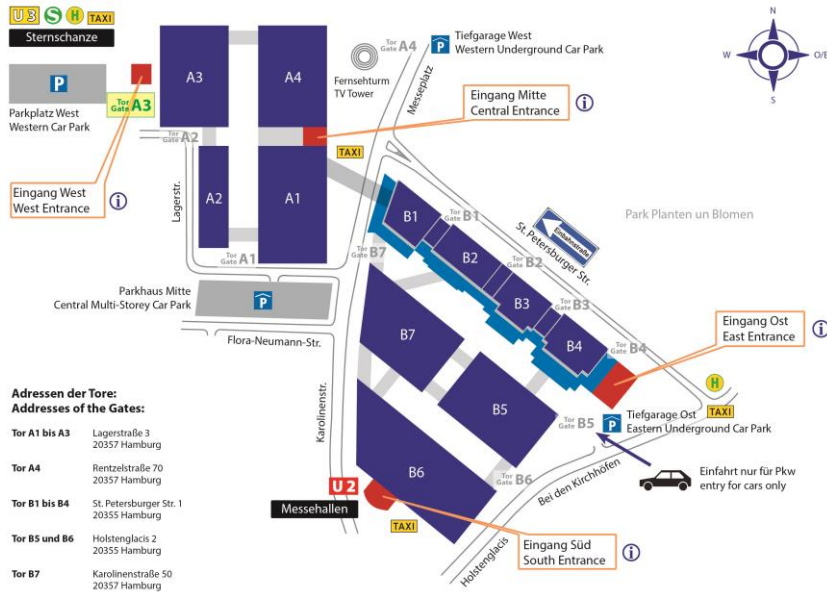 U3 S H TAXI
Sternschanze
P
Parkplatz West
Western Car Park
Tor
Gate A3
Eingang West
West Entrance
i
A3
A4
Tor
Gate A2
A2
A1
Lagerstr.
Tor
Gate A1
TAXI
Fernsehturm
TV Tower
Tor
Gate A4
Messeplatz
P
Tiefgarage West
Western Underground Car Park
Eingang Mitte
Central Entrance
i
N
W
O/E
S
Parkhaus Mitte
Central Multi-Storey Car Park
P
Flora-Neumann-Str.
Karolinenstr.
Tor
Gate B7
B1
Tor
Gate B1
B2
Tor
Gate B2
B3
Tor
Gate B3
B4
Tor
Gate B4
St. Petersburger Str.
Einbahnstraße
Park Planten un Blomen
Eingang Ost
East Entrance
i
H
TAXI
B7
B5
B6
Tor
Gate B5
P
Tiefgarage Ost
Eastern Underground Car Park
Tor
Gate B6
Bei den Kirchhöfen
Einfahrt nur für Pkw
entry for cars only
U2
Messehallen
TAXI
Holstenglacis
Eingang Süd
South Entrance
i
Adressen der Tore:
Addresses of the Gates:
Tor A1 bis A3 Lagerstraße 3
20357 Hamburg
Tor A4 Rentzelstraße 70
20357 Hamburg
Tor B1 bis B4 St. Petersburger Str. 1
20355 Hamburg
Tor B5 und B6 Holstenglacis 2
20355 Hamburg
Tor B7 Karolinenstraße 50
20357 Hamburg